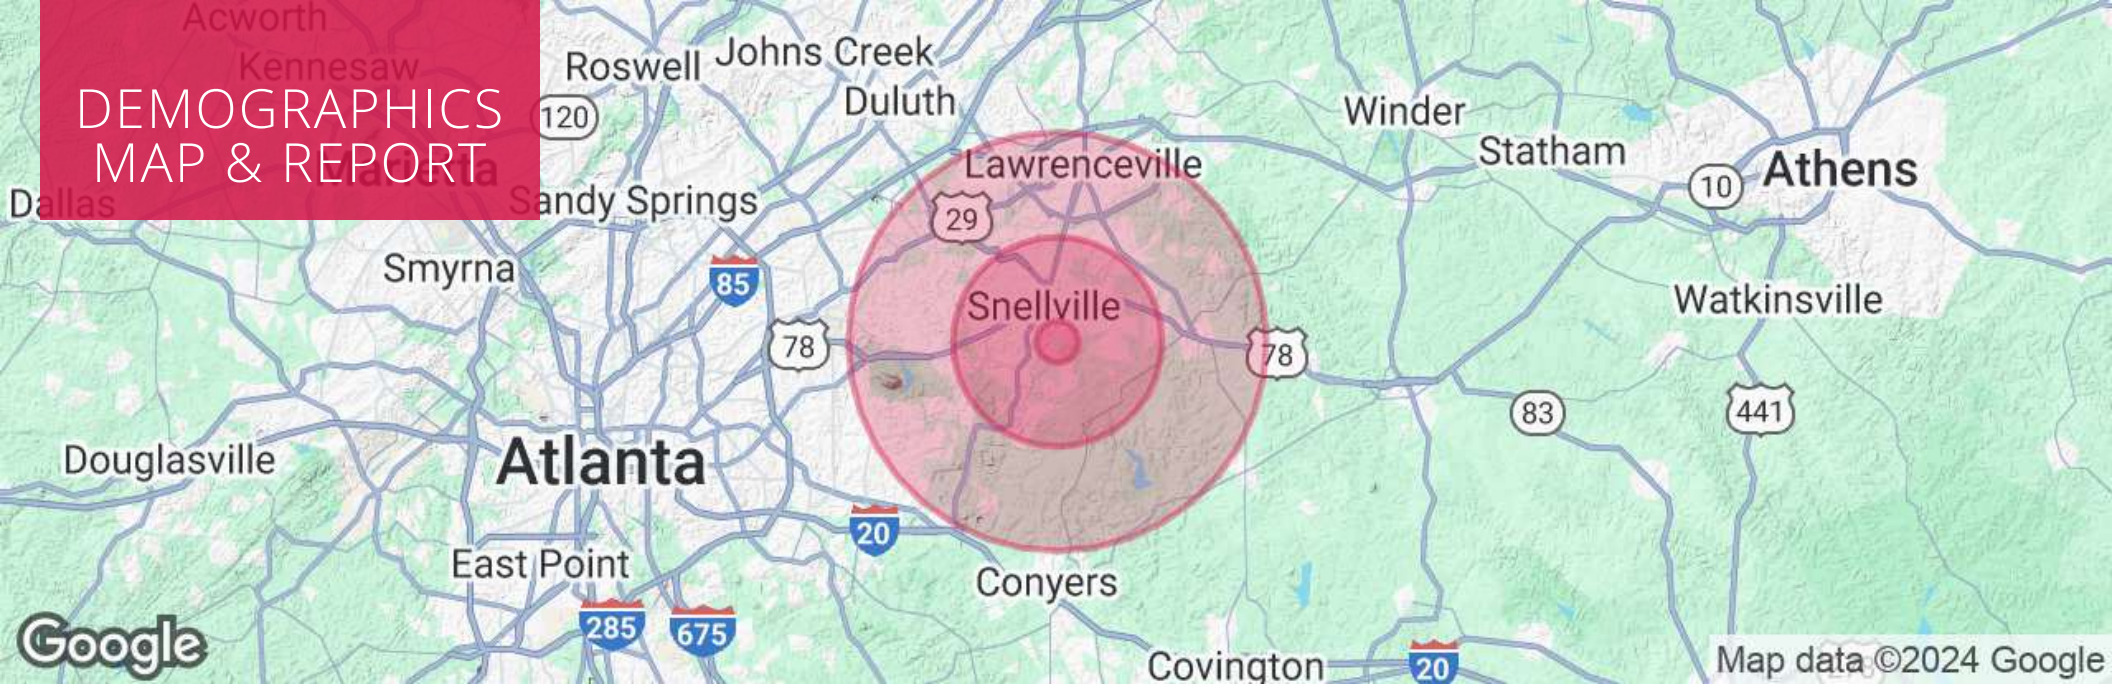 Acworth
Kennesaw
DEMOGRAPHICS
MAP & REPORT
Marietta
Dallas
Roswell
Johns Creek
120
Duluth
Sandy Springs
Smyrna
85
78
Lawrenceville
29
Snellville
78
Winder
Statham
10
Athens
Watkinsville
83
441
Douglasville
Atlanta
20
East Point
Conyers
285
675
Covington
20
Google
Map data ©2024 Google